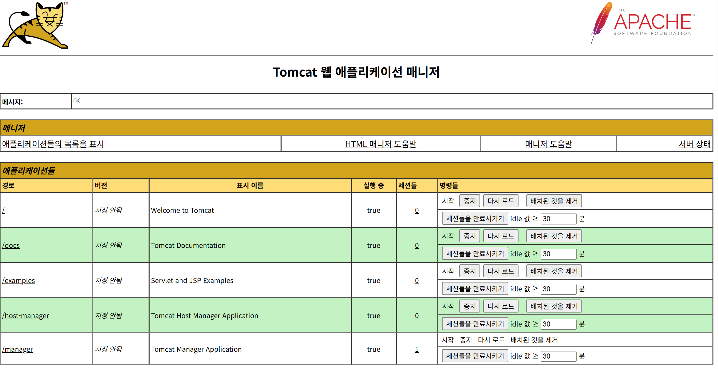 THE
APACHE
SOFTWARE FOUNDATION
Tomcat 웹 애플리케이션 매니저
메시지: OK
매니저
애플리케이션들의 목록을 표시 HTML 매니저 도움말 매니저 도움말 서버 상태
애플리케이션들
경로 버전 표시 이름 실행 중 세션들 명령들
/ 지정 안됨 Welcome to Tomcat true 0 시작 중지 다시 로드 배치된 것을 제거
세션들을 만료시키기 idle 값 ≥ 30 분
/docs 지정 안됨 Tomcat Documentation true 0 시작 중지 다시 로드 배치된 것을 제거
세션들을 만료시키기 idle 값 ≥ 30 분
/examples 지정 안됨 Servlet and JSP Examples true 0 시작 중지 다시 로드 배치된 것을 제거
세션들을 만료시키기 idle 값 ≥ 30 분
/host-manager 지정 안됨 Tomcat Host Manager Application true 0 시작 중지 다시 로드 배치된 것을 제거
세션들을 만료시키기 idle 값 ≥ 30 분
/manager 지정 안됨 Tomcat Manager Application true 1 시작 중지 다시 로드 배치된 것을 제거
세션들을 만료시키기 idle 값 ≥ 30 분